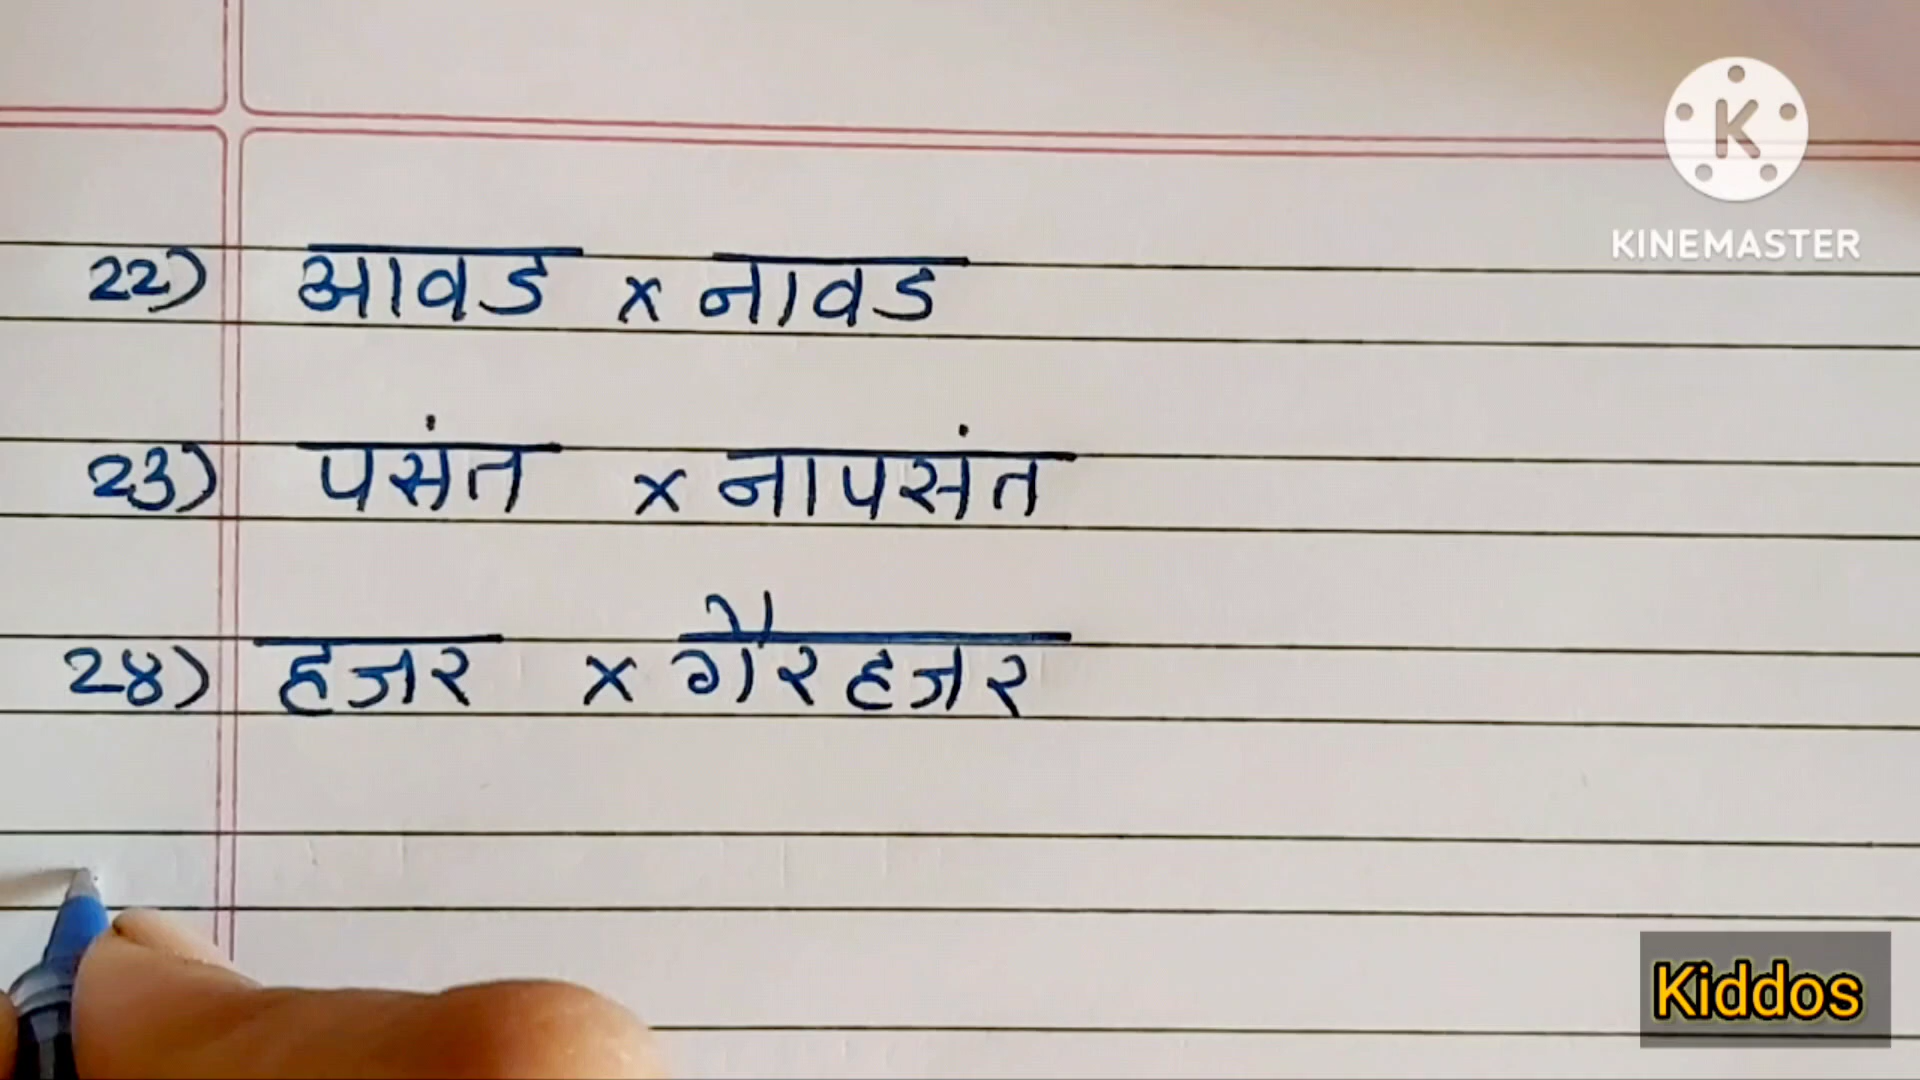 KINEMASTER
२२) आवड x नावड
२३) पसंत x नापसंत
२४) हजर x गैरहजर
Kiddos